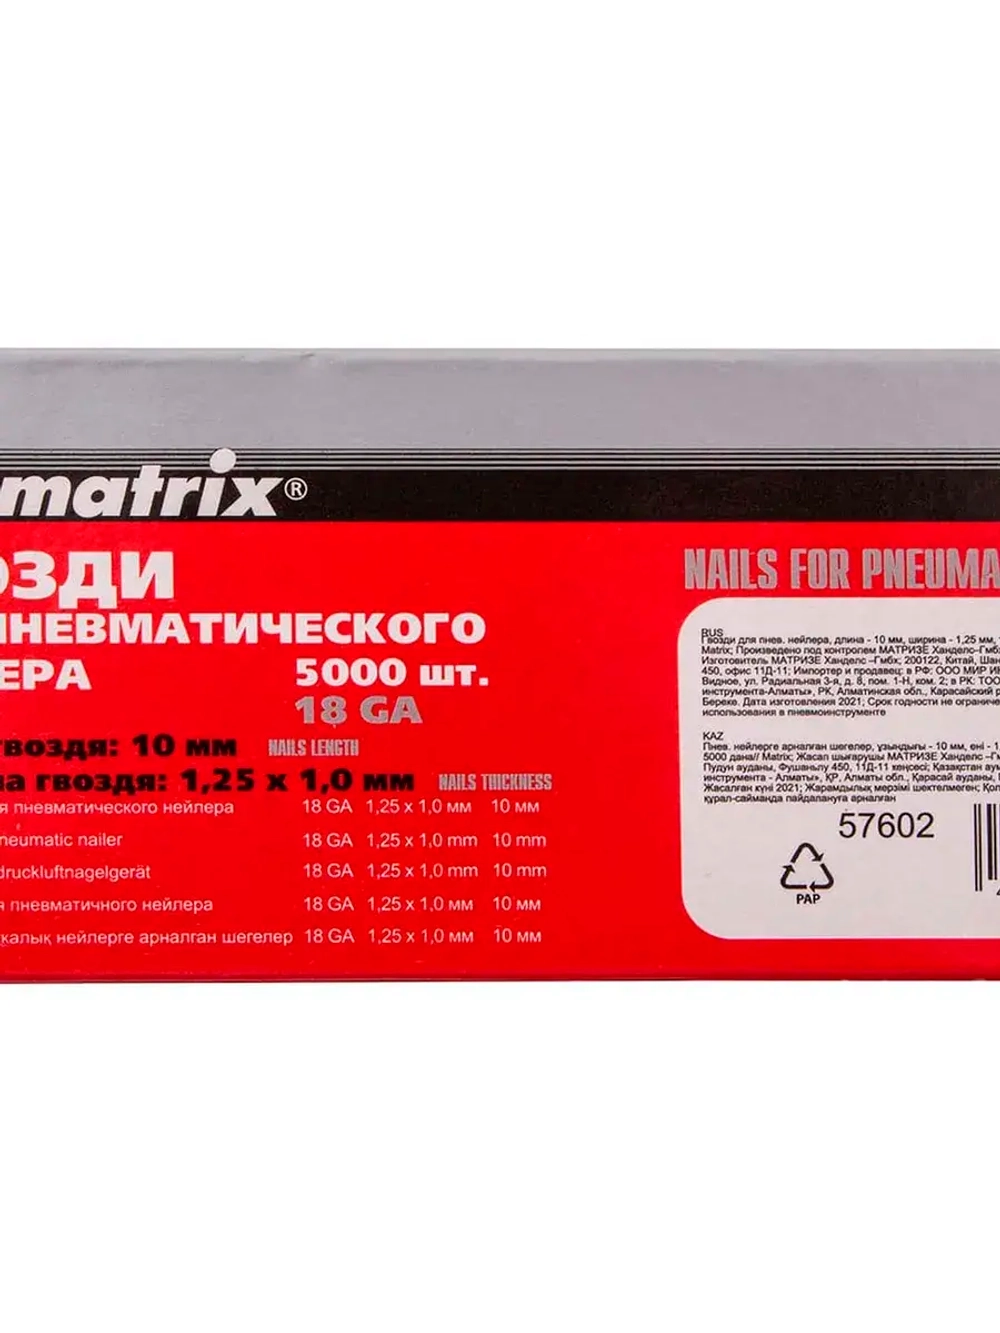 matrix®
ОЗДИ
ПНЕВМАТИЧЕСКОГО
ЕРА 5000 шт.
18 GA
гвоздя: 10 мм NAILS LENGTH
на гвоздя: 1,25 х 1,0 мм NAILS THICKNESS
я пневматического нейлера 18 GA 1,25 х 1,0 мм 10 мм
neumatic nailer 18 GA 1,25 x 1,0 mm 10 mm
druckluftnagelgerät 18 GA 1,25 x 1,0 mm 10 mm
я пневматичного нейлера 18 GA 1,25 х 1,0 мм 10 мм
қалық нейлерге арналған шегелер 18 GA 1,25 х 1,0 мм 10 мм
NAILS FOR PNEUMA
RUS
Гвозди для пнев. нейлера, длина - 10 мм, ширина - 1,25 мм,
Matrix; Произведено под контролем МАТРИЗЕ Ханделс-Гмбх
Изготовитель МАТРИЗЕ Ханделс –Гмбх; 200122, Китай, Шан
450, офис 11Д-11; Импортер и продавец: в РФ: ООО МИР ИН
Видное, ул. Радиальная 3-я, д. 8, пом. 1-Н, ком. 2; в РК: ТОО
инструмента-Алматы», РК, Алматинская обл., Карасайский р
Береке. Дата изготовления 2021; Срок годности не ограниче
использования в пневмоинструменте
KAZ
Пнев. нейлерге арналған шегелер, ұзындығы - 10 мм, ені - 1
5000 дана// Matrix; Жасап шығарушы МАТРИЗЕ Ханделс –Гм
Пудун ауданы, Фушаньлу 450, 11Д-11 кеңсесі; Қазақстан аум
инструмента - Алматы», ҚР, Алматы обл., Қарасай ауданы,
Жасалған күні 2021; Жарамдылық мерзімі шектелмеген; Қол
құрал-сайманда пайдалануға арналған
57602
PAP
4